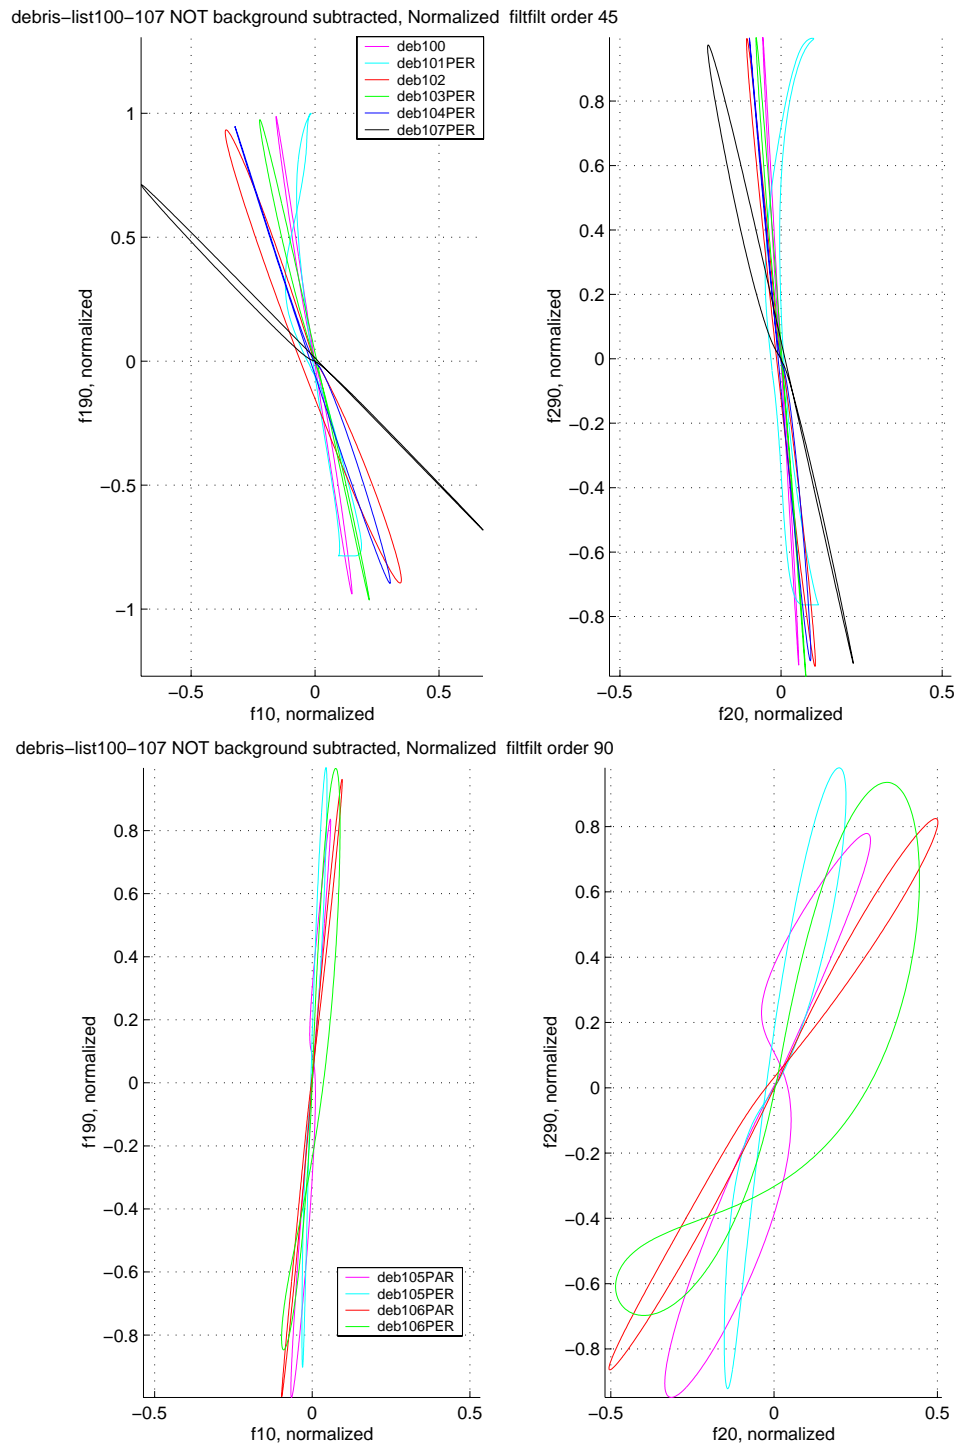 debris-list100-107 NOT background subtracted, Normalized filtfilt order 45
1
0.5
0
-0.5
-1
-0.5
0
0.5
f190, normalized
f10, normalized
deb100
deb101PER
deb102
deb103PER
deb104PER
deb107PER
0.8
0.6
0.4
0.2
0
-0.2
-0.4
-0.6
-0.8
-0.5
0
0.5
f290, normalized
f20, normalized
debris-list100-107 NOT background subtracted, Normalized filtfilt order 90
0.8
0.6
0.4
0.2
0
-0.2
-0.4
-0.6
-0.8
-0.5
0
0.5
f190, normalized
f10, normalized
deb105PAR
deb105PER
deb106PAR
deb106PER
0.8
0.6
0.4
0.2
0
-0.2
-0.4
-0.6
-0.8
-0.5
0
0.5
f290, normalized
f20, normalized